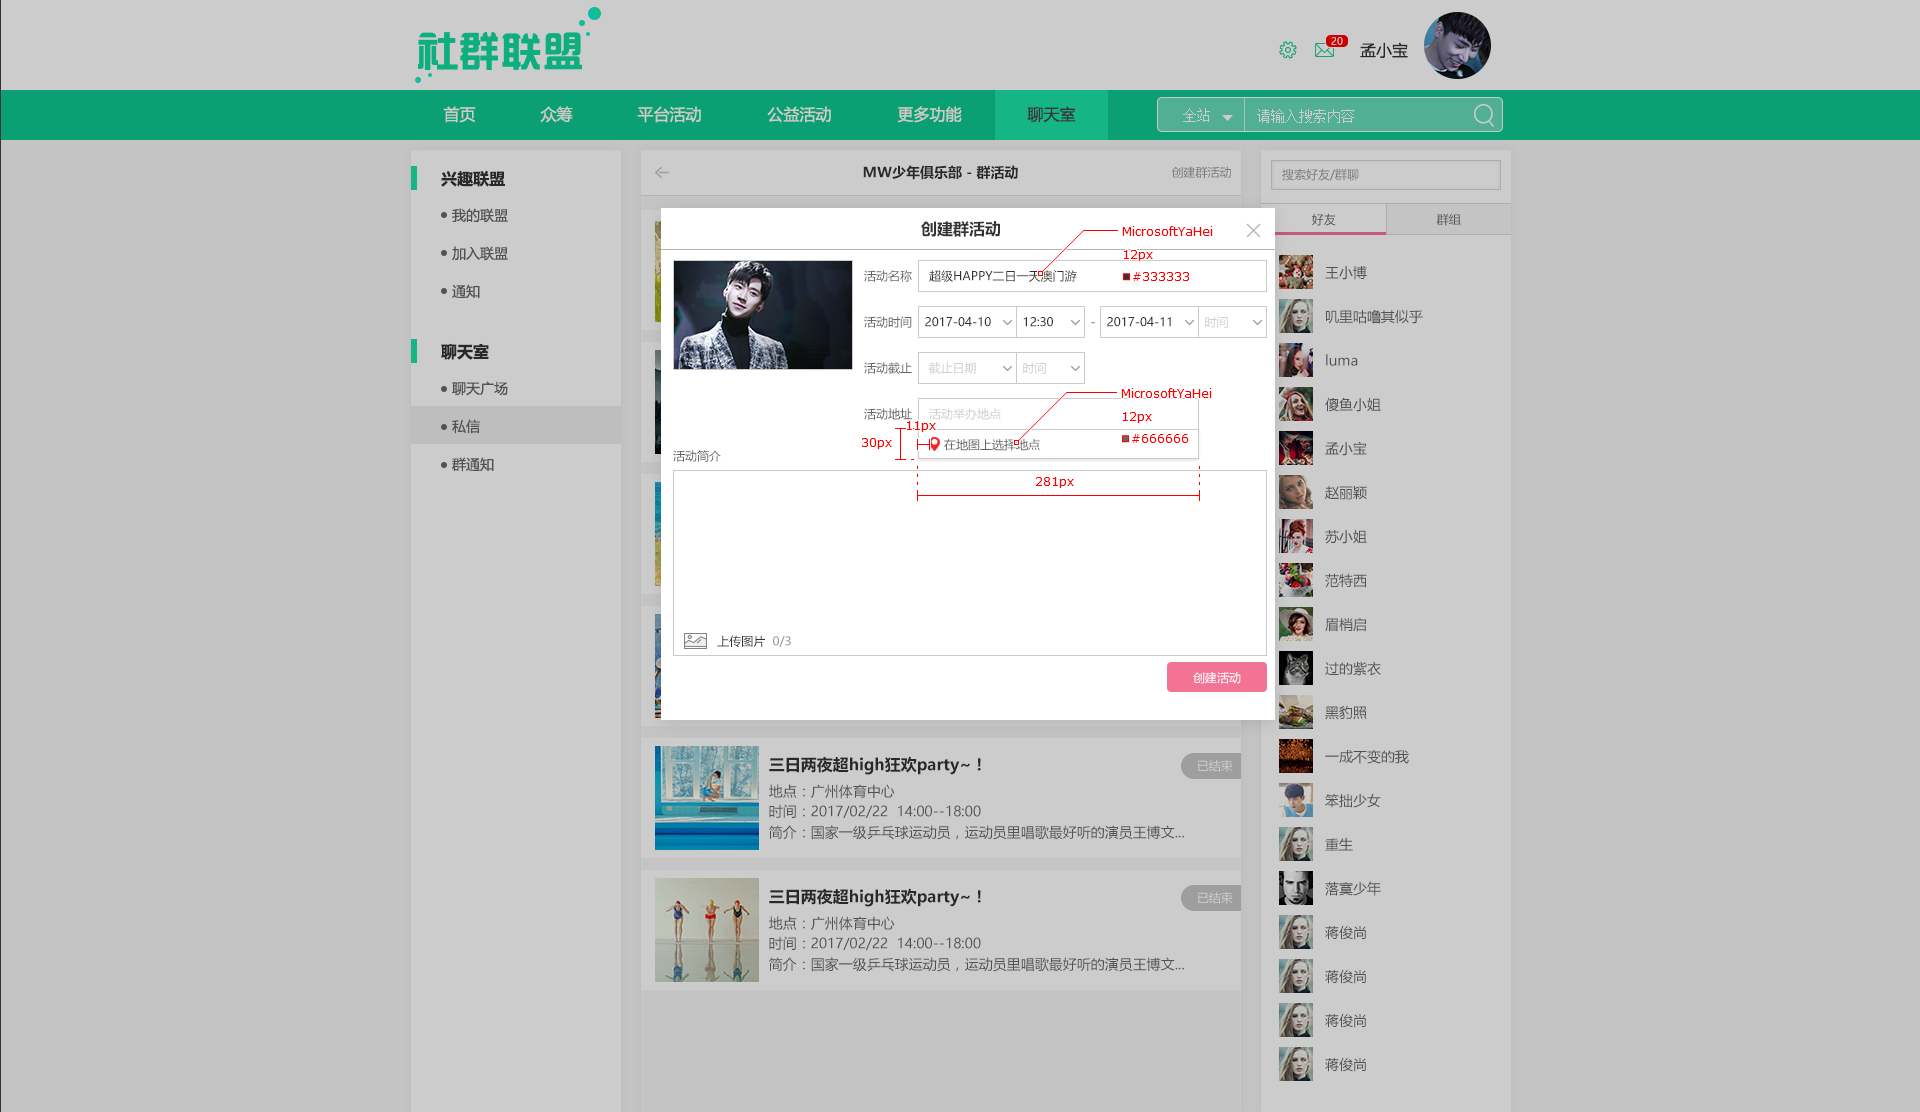 社群联盟
20
孟小宝
首页
众筹
平台活动
公益活动
更多功能
聊天室
全站
请输入搜索内容
兴趣联盟
我的联盟
加入联盟
通知
聊天室
聊天广场
私信
群通知
MW少年俱乐部 - 群活动
创建群活动
创建群活动
MicrosoftYaHei
12px
#333333
活动名称
超级HAPPY二日一天澳门游
活动时间
2017-04-10
12:30
-
2017-04-11
时间
活动截止
截止日期
时间
MicrosoftYaHei
12px
#666666
活动地址
活动举办地点
11px
30px
在地图上选择地点
281px
活动简介
上传图片 0/3
创建活动
三日两夜超high狂欢party~！
已结束
地点：广州体育中心
时间：2017/02/22 14:00--18:00
简介：国家一级乒乓球运动员，运动员里唱歌最好听的演员王博文...
三日两夜超high狂欢party~！
已结束
地点：广州体育中心
时间：2017/02/22 14:00--18:00
简介：国家一级乒乓球运动员，运动员里唱歌最好听的演员王博文...
搜索好友/群聊
好友
群组
王小博
叽里咕噜其似乎
luma
傻鱼小姐
孟小宝
赵丽颖
苏小姐
范特西
眉梢启
过的紫衣
黑豹照
一成不变的我
笨拙少女
重生
落寞少年
蒋俊尚
蒋俊尚
蒋俊尚
蒋俊尚